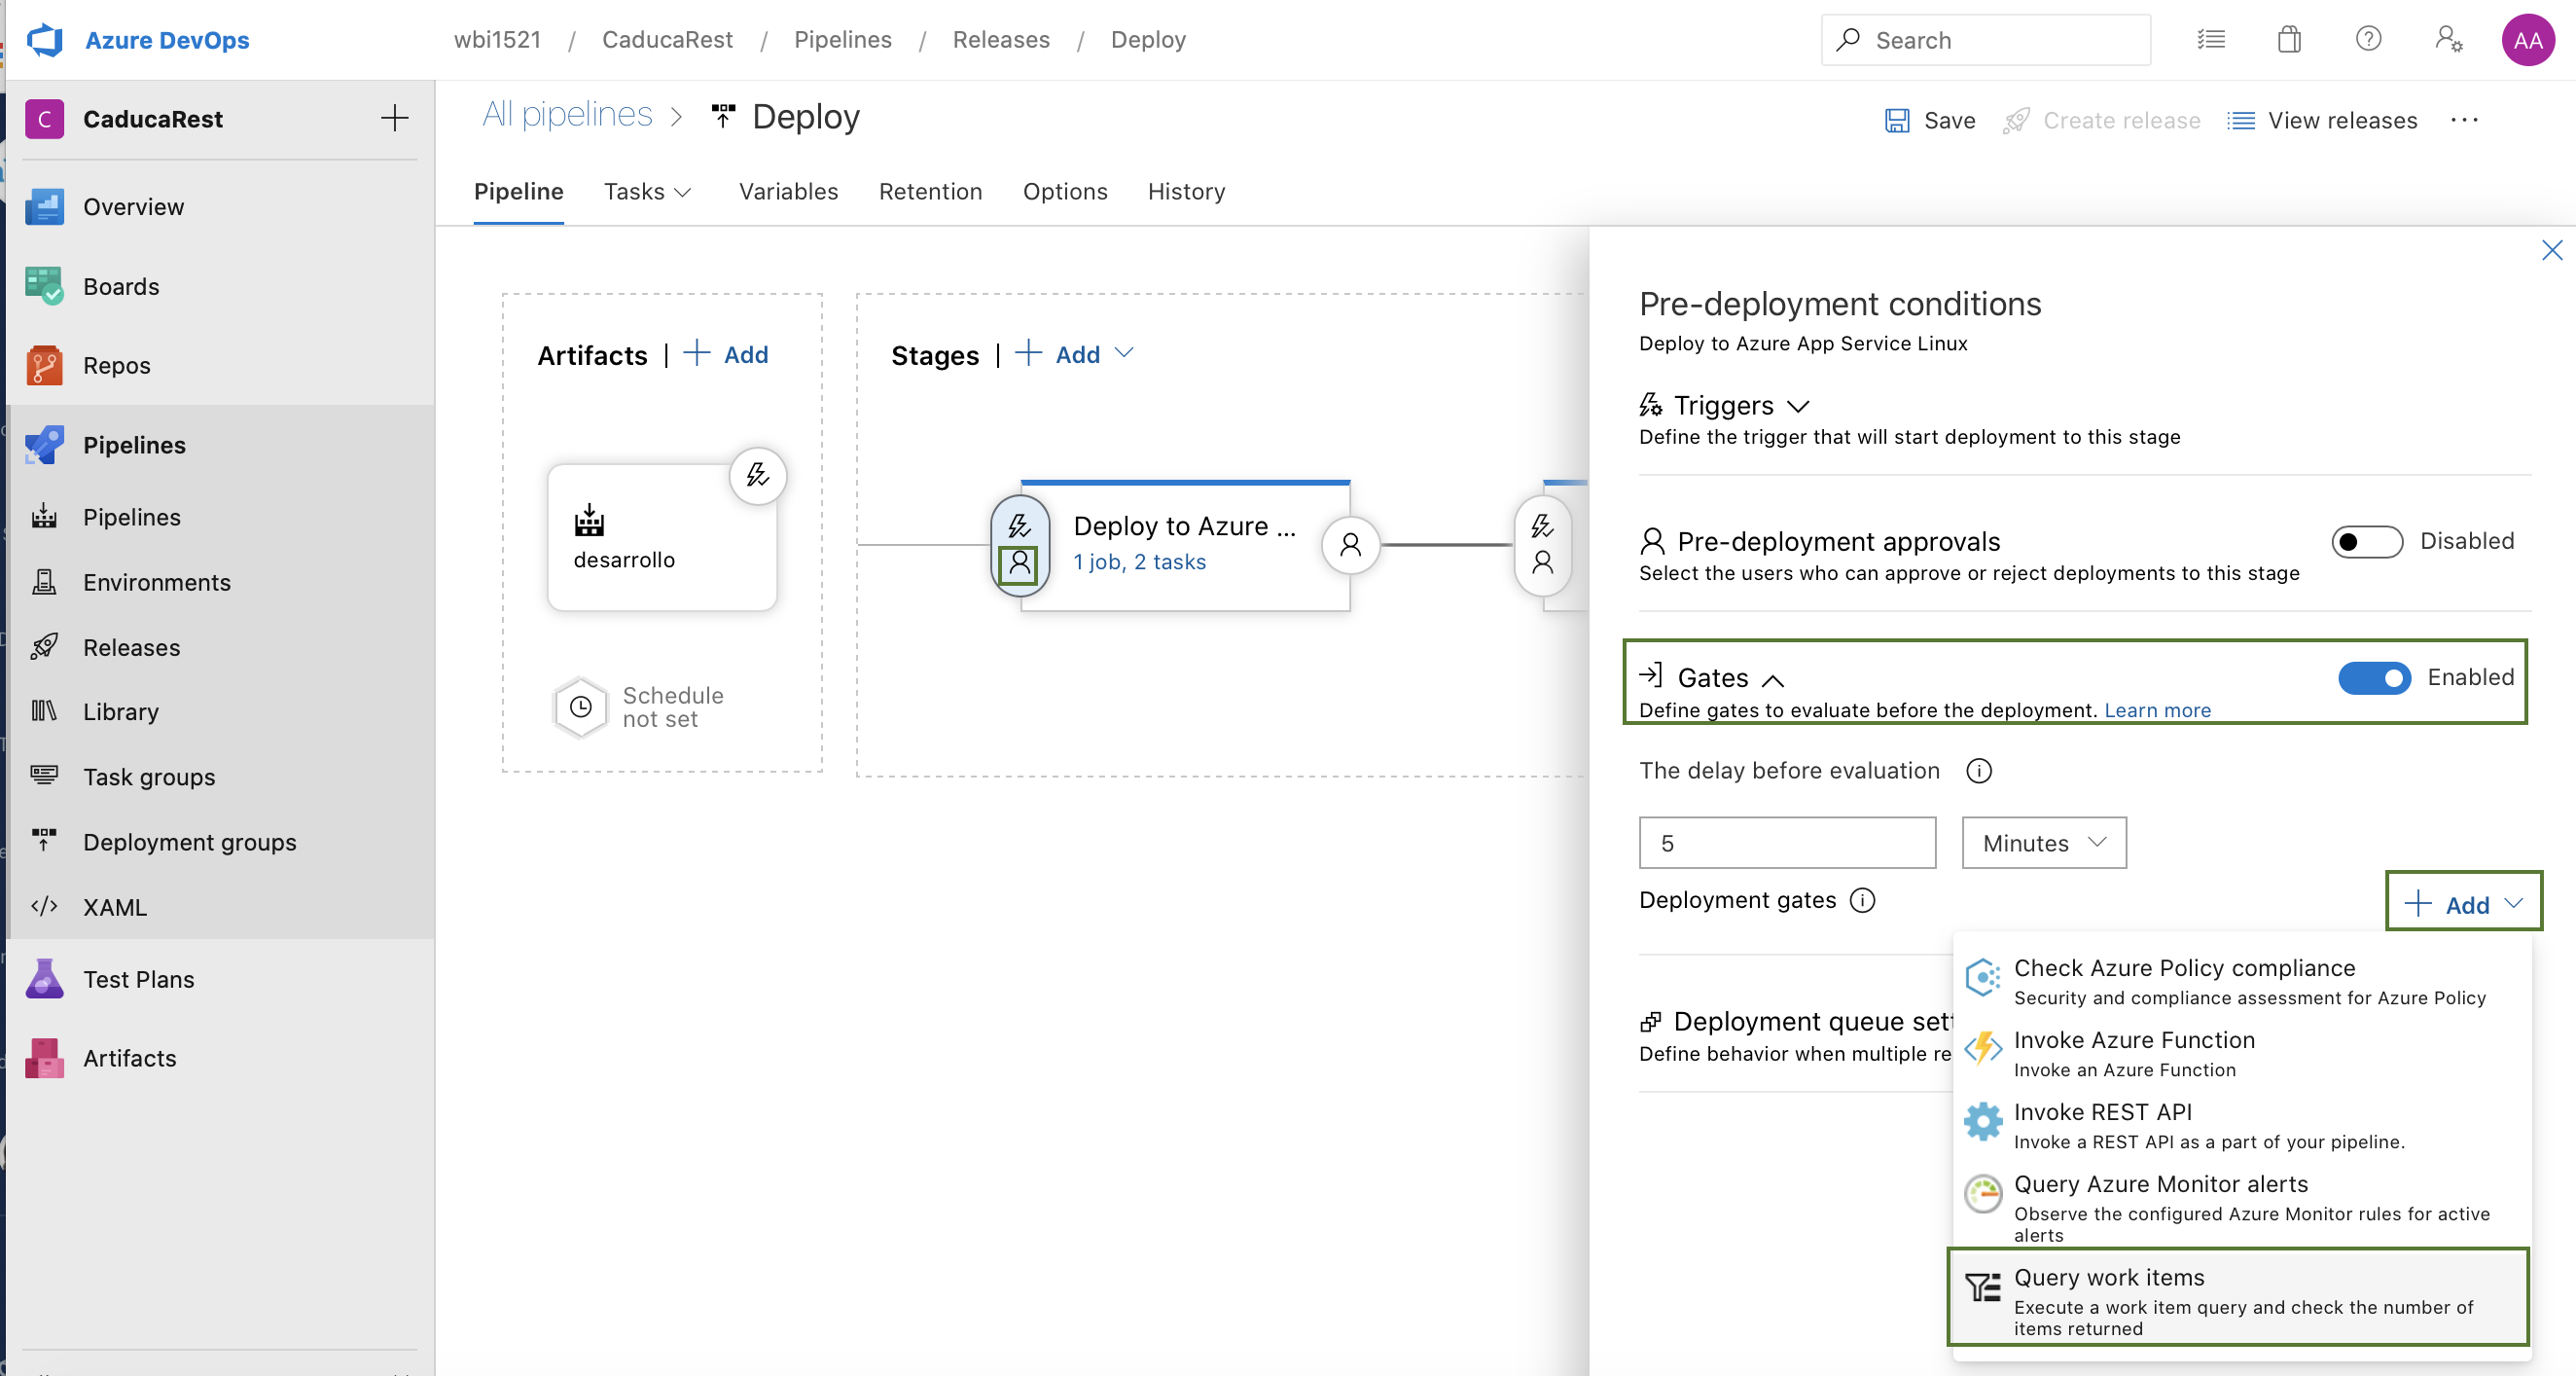 Azure DevOps
wbi1521 / CaducaRest / Pipelines / Releases / Deploy
Search
AA
C CaducaRest
Overview
Boards
Repos
Pipelines
Pipelines
Environments
Releases
Library
Task groups
Deployment groups
XAML
Test Plans
Artifacts
All pipelines > Deploy
Save
Create release
View releases
...
Pipeline
Tasks
Variables
Retention
Options
History
Artifacts | + Add
desarrollo
Schedule
not set
Stages | + Add
Deploy to Azure ...
1 job, 2 tasks
Pre-deployment conditions
Deploy to Azure App Service Linux
Triggers
Define the trigger that will start deployment to this stage
Pre-deployment approvals
Disabled
Select the users who can approve or reject deployments to this stage
Gates
Enabled
Define gates to evaluate before the deployment. Learn more
The delay before evaluation
5
Minutes
Deployment gates
+ Add
Deployment queue set
Define behavior when multiple re
Check Azure Policy compliance
Security and compliance assessment for Azure Policy
Invoke Azure Function
Invoke an Azure Function
Invoke REST API
Invoke a REST API as a part of your pipeline.
Query Azure Monitor alerts
Observe the configured Azure Monitor rules for active
alerts
Query work items
Execute a work item query and check the number of
items returned